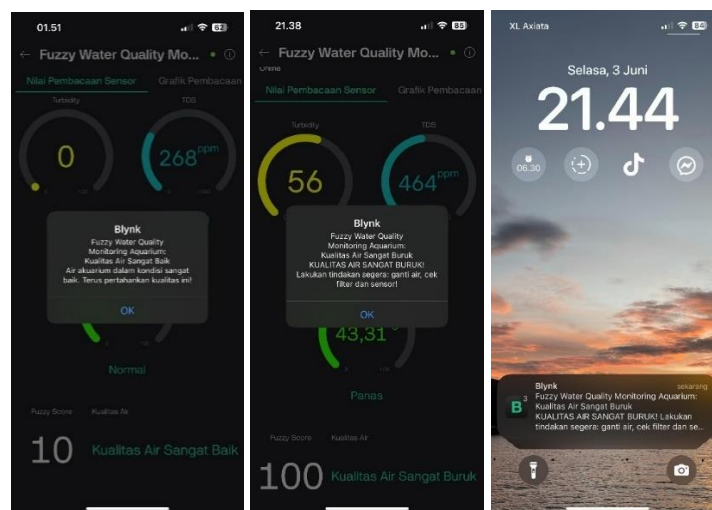 01.51
62
← Fuzzy Water Quality Mo...
Nilai Pembacaan Sensor
Grafik Pembacaan
Turbidity
TDS
0
268 ppm
Blynk
Fuzzy Water Quality
Monitoring Aquarium:
Kualitas Air Sangat Baik
Air akuarium dalam kondisi sangat
baik. Terus pertahankan kualitas ini!
OK
Normal
Fuzzy Score
Kualitas Air
10
Kualitas Air Sangat Baik
21.38
85
← Fuzzy Water Quality Mo...
Nilai Pembacaan Sensor
Grafik Pembacaan
Turbidity
TDS
56
464 ppm
Blynk
Fuzzy Water Quality
Monitoring Aquarium:
Kualitas Air Sangat Buruk
KUALITAS AIR SANGAT BURUK!
Lakukan tindakan segera: ganti air, cek
filter dan sensor!
OK
43,31
Panas
Fuzzy Score
Kualitas Air
100
Kualitas Air Sangat Buruk
XL Axiata
84
Selasa, 3 Juni
21.44
06.30
Blynk
sekarang
B
3
Fuzzy Water Quality Monitoring Aquarium:
Kualitas Air Sangat Buruk
KUALITAS AIR SANGAT BURUK! Lakukan
tindakan segera: ganti air, cek filter dan se...